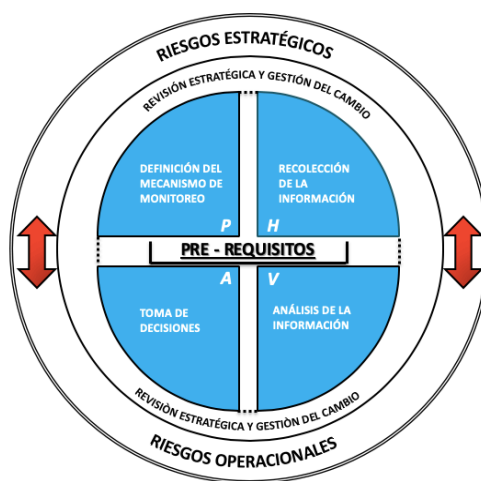 RIESGOS ESTRATÉGICOS
REVISIÓN ESTRATÉGICA Y GESTIÓN DEL CAMBIO
DEFINICIÓN DEL
MECANISMO DE
MONITOREO
P
RECOLECCIÓN
DE LA
INFORMACIÓN
H
PRE - REQUISITOS
A
TOMA DE
DECISIONES
V
ANÁLISIS DE LA
INFORMACIÓN
REVISIÒN ESTRATÉGICA Y GESTIÒN DEL CAMBIO
RIESGOS OPERACIONALES